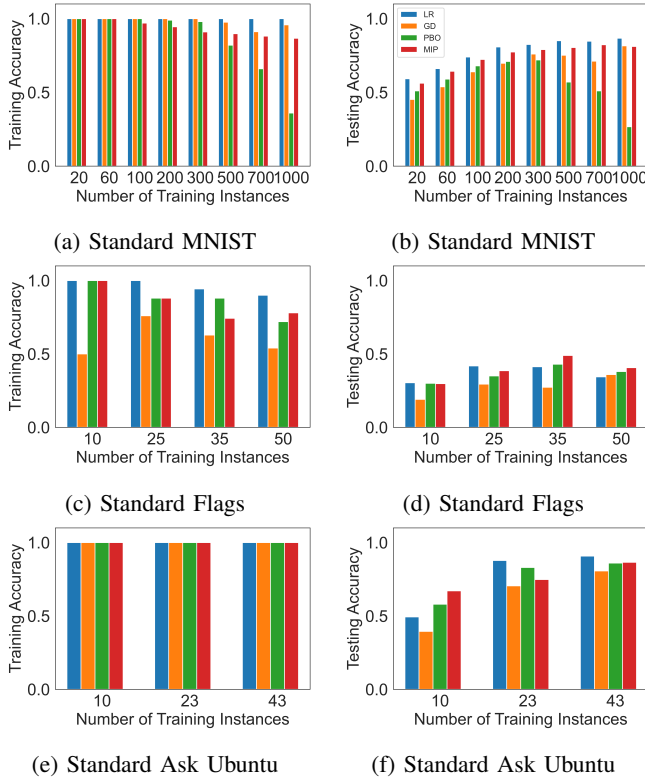 1.0
0.5
0.0
Training Accuracy
20 60 100 200 300 500 700 1000
Number of Training Instances
(a) Standard MNIST
1.0
0.5
0.0
Testing Accuracy
LR
GD
PBO
MIP
20 60 100 200 300 500 700 1000
Number of Training Instances
(b) Standard MNIST
1.0
0.5
0.0
Training Accuracy
10 25 35 50
Number of Training Instances
(c) Standard Flags
1.0
0.5
0.0
Testing Accuracy
10 25 35 50
Number of Training Instances
(d) Standard Flags
1.0
0.5
0.0
Training Accuracy
10 23 43
Number of Training Instances
(e) Standard Ask Ubuntu
1.0
0.5
0.0
Testing Accuracy
10 23 43
Number of Training Instances
(f) Standard Ask Ubuntu